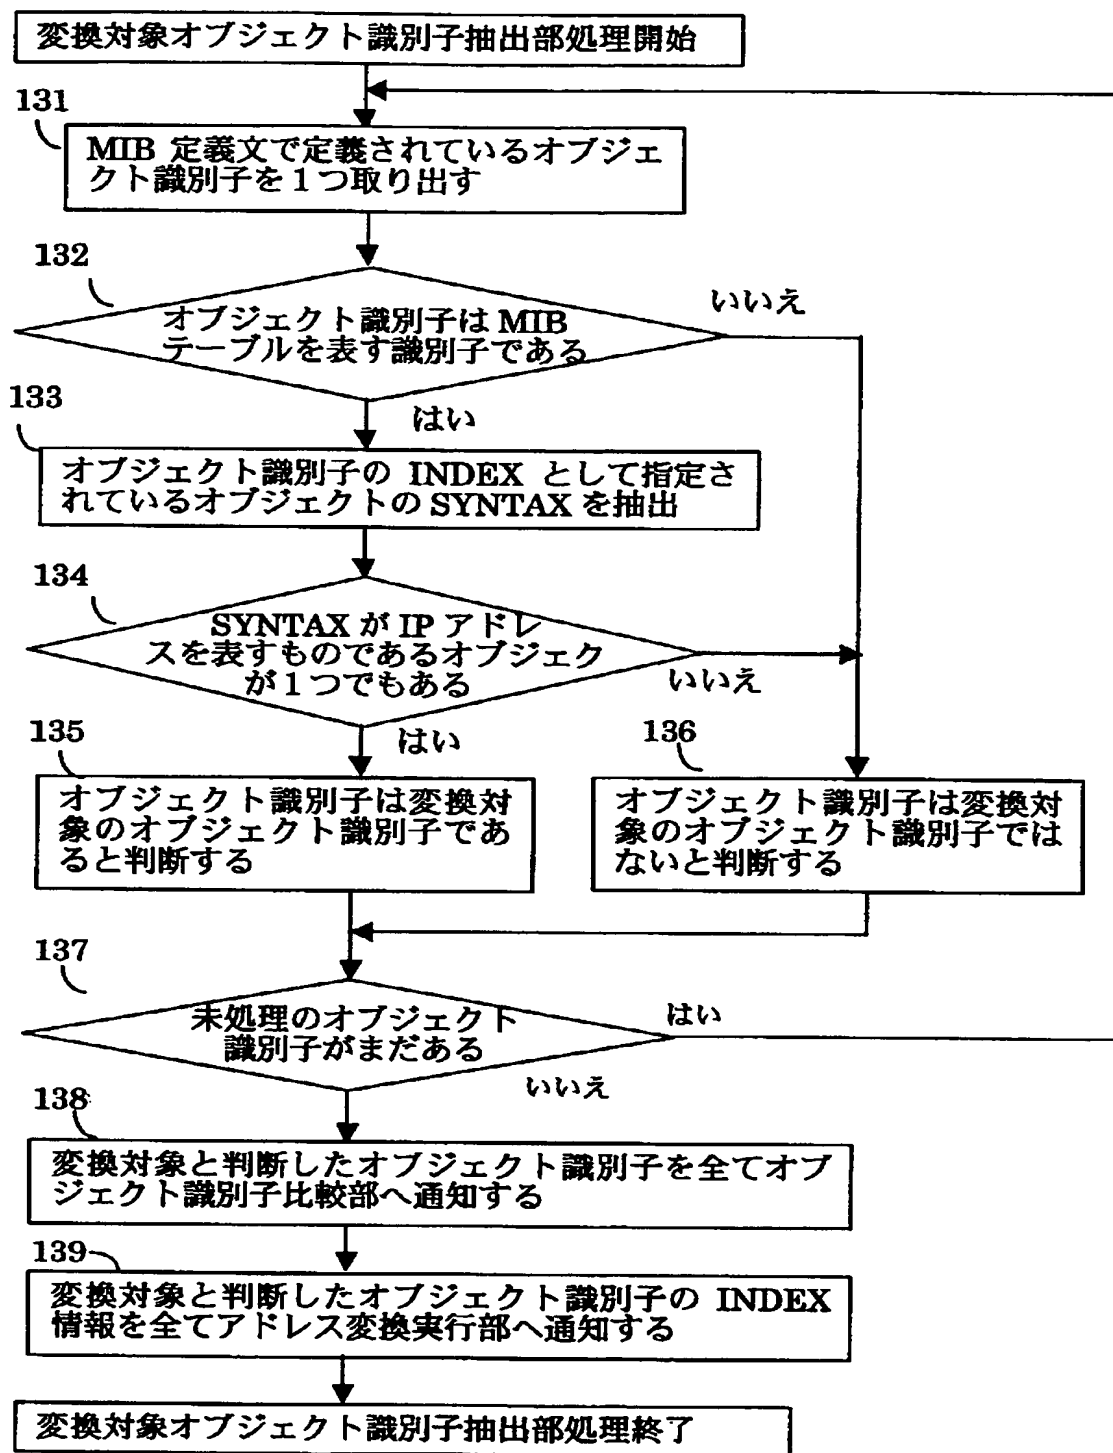 変換対象オブジェクト識別子抽出部処理開始
131
MIB 定義文で定義されているオブジェ
クト識別子を1つ取り出す
132
オブジェクト識別子は MIB
テーブルを表す識別子である
いいえ
はい
133
オブジェクト識別子の INDEX として指定さ
れているオブジェクトの SYNTAX を抽出
134
SYNTAX が IP アドレ
スを表すものであるオブジェク
が1つでもある
いいえ
はい
135
オブジェクト識別子は変換対
象のオブジェクト識別子であ
ると判断する
136
オブジェクト識別子は変換対
象のオブジェクト識別子では
ないと判断する
137
未処理のオブジェクト
識別子がまだある
はい
いいえ
138
変換対象と判断したオブジェクト識別子を全てオブ
ジェクト識別子比較部へ通知する
139
変換対象と判断したオブジェクト識別子の INDEX
情報を全てアドレス変換実行部へ通知する
変換対象オブジェクト識別子抽出部処理終了